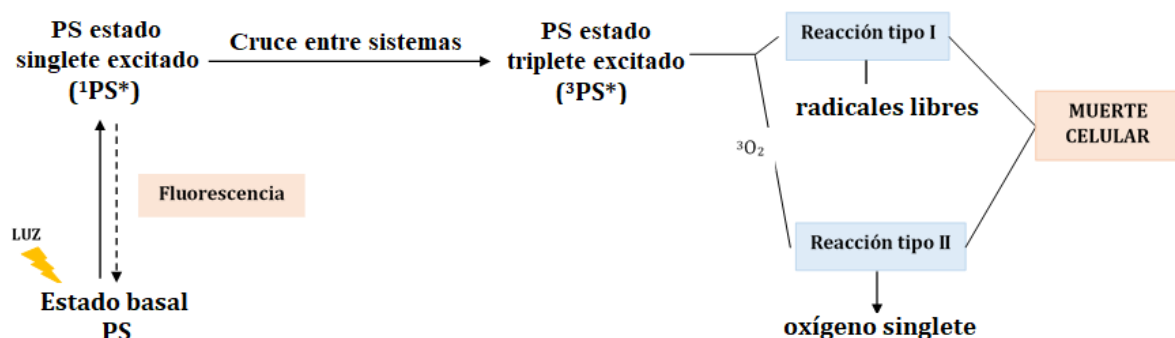 PS estado
singlete excitado
(¹PS*)
Cruce entre sistemas
PS estado
triplete excitado
(³PS*)
Reacción tipo I
radicales libres
MUERTE
CELULAR
³O₂
Fluorescencia
LUZ
Reacción tipo II
Estado basal
PS
oxígeno singlete